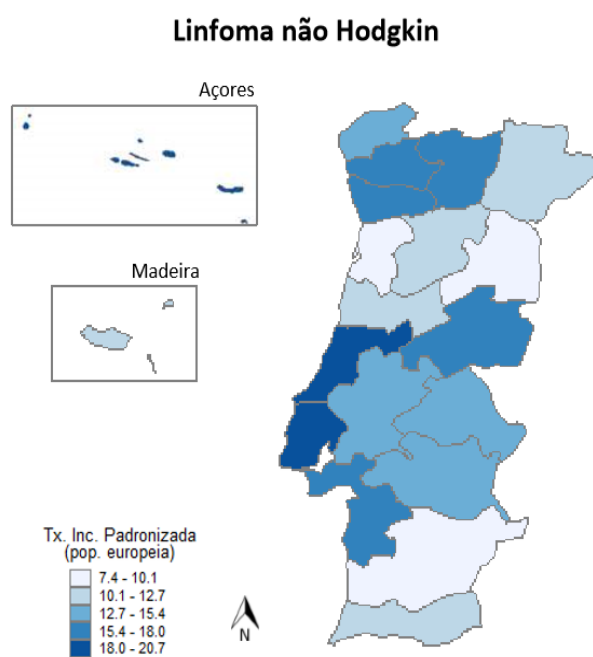 Linfoma não Hodgkin
Açores
Madeira
Tx. Inc. Padronizada
(pop. europeia)
7.4 - 10.1
10.1 - 12.7
12.7 - 15.4
15.4 - 18.0
18.0 - 20.7
N